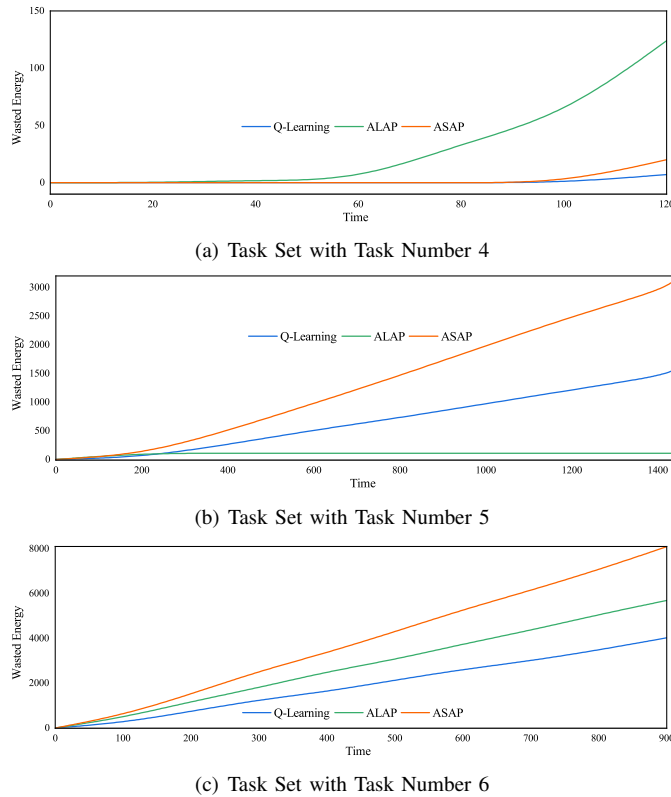 150
100
50
0
Wasted Energy
Q-Learning ALAP ASAP
0 20 40 60 80 100 120
Time
(a) Task Set with Task Number 4
3000
2500
2000
1500
1000
500
0
Wasted Energy
Q-Learning ALAP ASAP
0 200 400 600 800 1000 1200 1400
Time
(b) Task Set with Task Number 5
8000
6000
4000
2000
0
Wasted Energy
Q-Learning ALAP ASAP
0 100 200 300 400 500 600 700 800 900
Time
(c) Task Set with Task Number 6